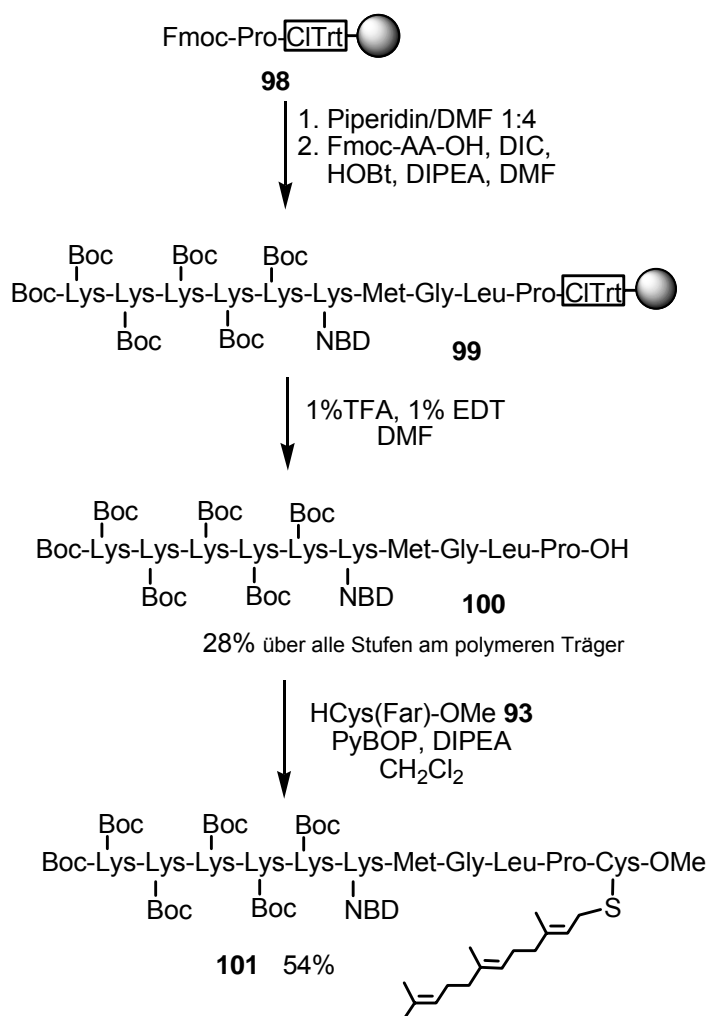 Fmoc-Pro-ClTrt
98
1. Piperidin/DMF 1:4
2. Fmoc-AA-OH, DIC,
HOBt, DIPEA, DMF
Boc Boc Boc
Boc-Lys-Lys-Lys-Lys-Lys-Lys-Met-Gly-Leu-Pro-ClTrt
Boc Boc NBD
99
1%TFA, 1% EDT
DMF
Boc Boc Boc
Boc-Lys-Lys-Lys-Lys-Lys-Lys-Met-Gly-Leu-Pro-OH
Boc Boc NBD
100
28% über alle Stufen am polymeren Träger
HCys(Far)-OMe 93
PyBOP, DIPEA
CH2Cl2
Boc Boc Boc
Boc-Lys-Lys-Lys-Lys-Lys-Lys-Met-Gly-Leu-Pro-Cys-OMe
Boc Boc NBD S
101 54%